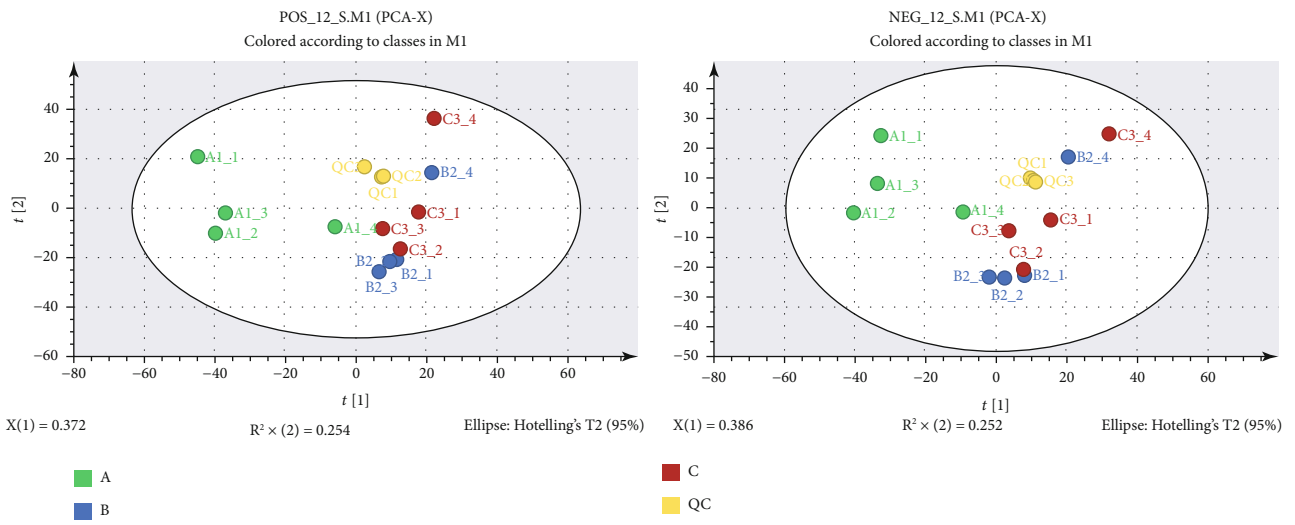 POS_12_S.M1 (PCA-X)
Colored according to classes in M1
40
20
0
−20
−40
−60
t [2]
−80
−60
−40
−20
0
20
40
60
t [1]
A1_1
A1_3
A1_2
A1_4
QC2
QC1
C3_4
B2_4
C3_1
C3_3
C3_2
B2_1
B2_3
X(1) = 0.372
R² × (2) = 0.254
Ellipse: Hotelling's T2 (95%)
NEG_12_S.M1 (PCA-X)
Colored according to classes in M1
40
30
20
10
0
−10
−20
−30
−40
−50
t [2]
−80
−60
−40
−20
0
20
40
60
t [1]
A1_1
A1_3
A1_2
A1_4
C3_4
B2_4
QC1
QC3
C3_1
C3_3
C3_2
B2_1
B2_2
X(1) = 0.386
R² × (2) = 0.252
Ellipse: Hotelling's T2 (95%)
A
B
C
QC